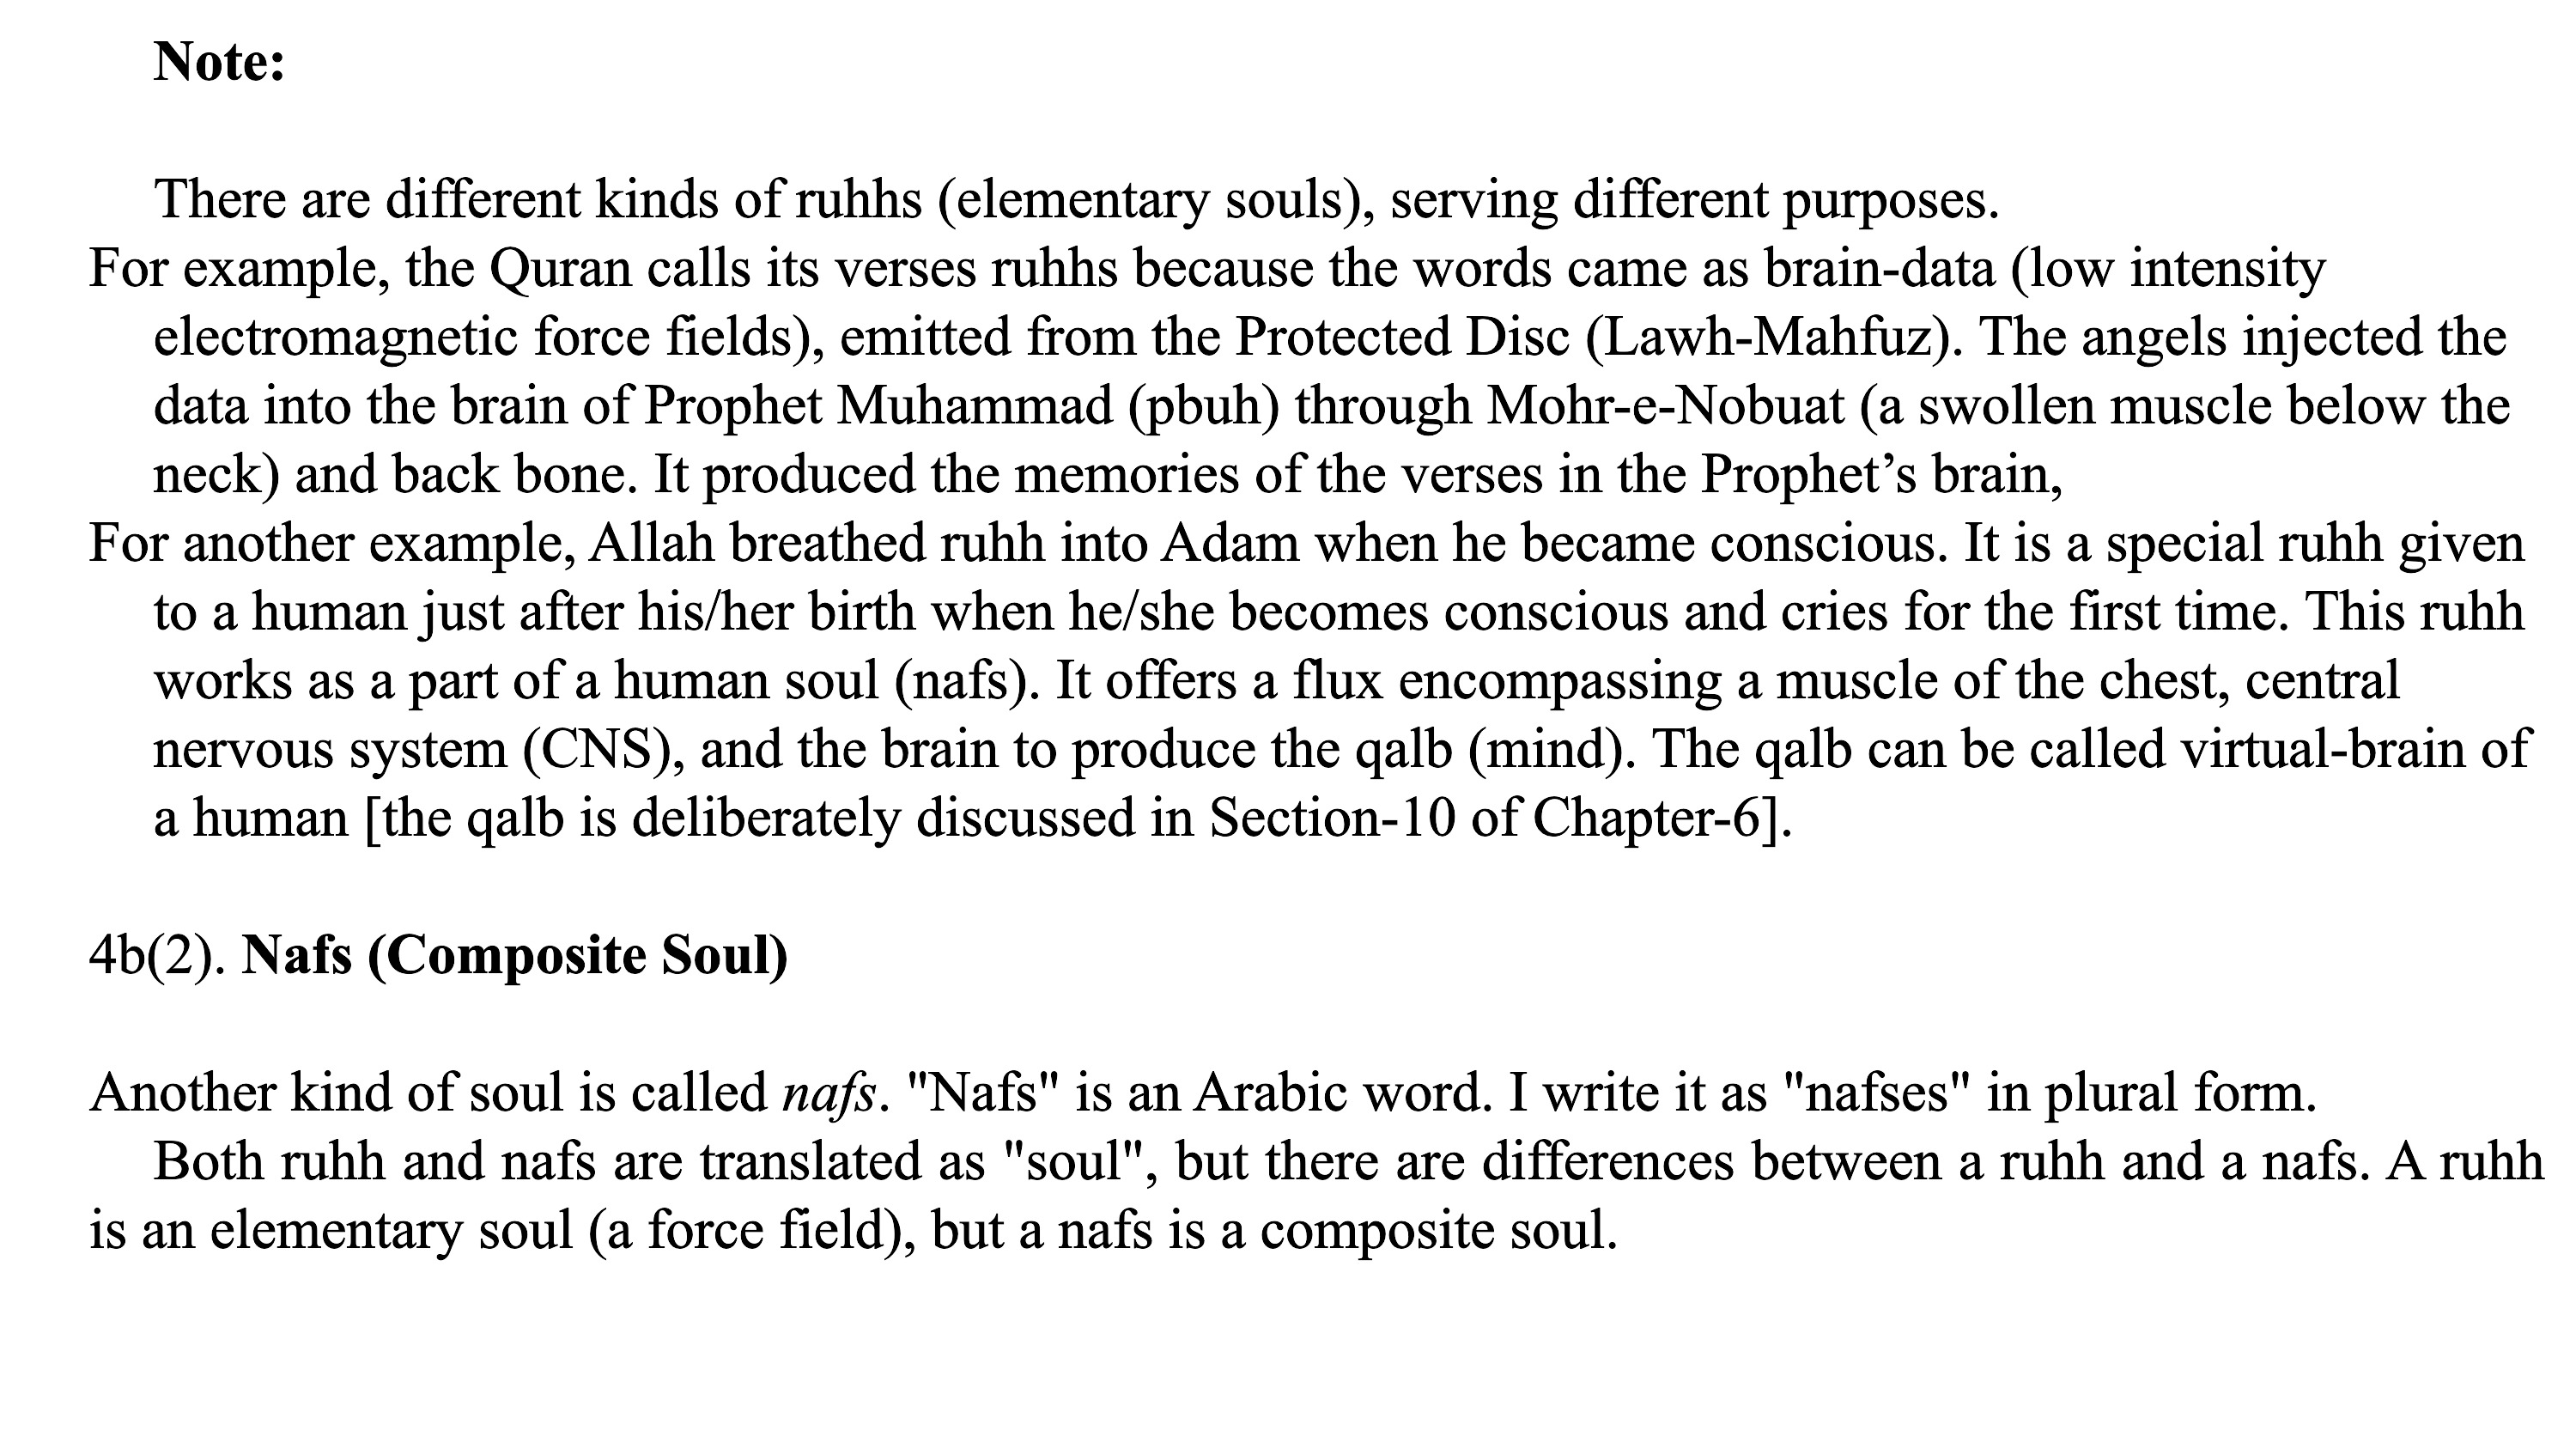 Note:
There are different kinds of ruhhs (elementary souls), serving different purposes.
For example, the Quran calls its verses ruhhs because the words came as brain-data (low intensity
electromagnetic force fields), emitted from the Protected Disc (Lawh-Mahfuz). The angels injected the
data into the brain of Prophet Muhammad (pbuh) through Mohr-e-Nobuat (a swollen muscle below the
neck) and back bone. It produced the memories of the verses in the Prophet’s brain,
For another example, Allah breathed ruhh into Adam when he became conscious. It is a special ruhh given
to a human just after his/her birth when he/she becomes conscious and cries for the first time. This ruhh
works as a part of a human soul (nafs). It offers a flux encompassing a muscle of the chest, central
nervous system (CNS), and the brain to produce the qalb (mind). The qalb can be called virtual-brain of
a human [the qalb is deliberately discussed in Section-10 of Chapter-6].
4b(2). Nafs (Composite Soul)
Another kind of soul is called nafs. "Nafs" is an Arabic word. I write it as "nafses" in plural form.
Both ruhh and nafs are translated as "soul", but there are differences between a ruhh and a nafs. A ruhh
is an elementary soul (a force field), but a nafs is a composite soul.